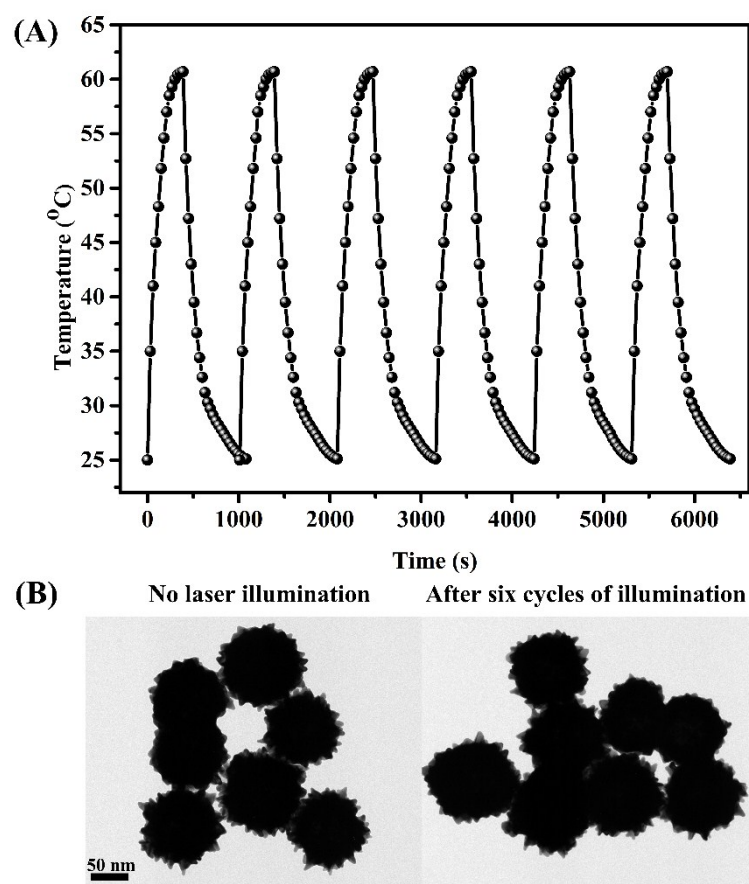 (A)
65
60
55
50
45
40
35
30
25
Temperature (°C)
0 1000 2000 3000 4000 5000 6000
Time (s)
(B)
No laser illumination After six cycles of illumination
50 nm